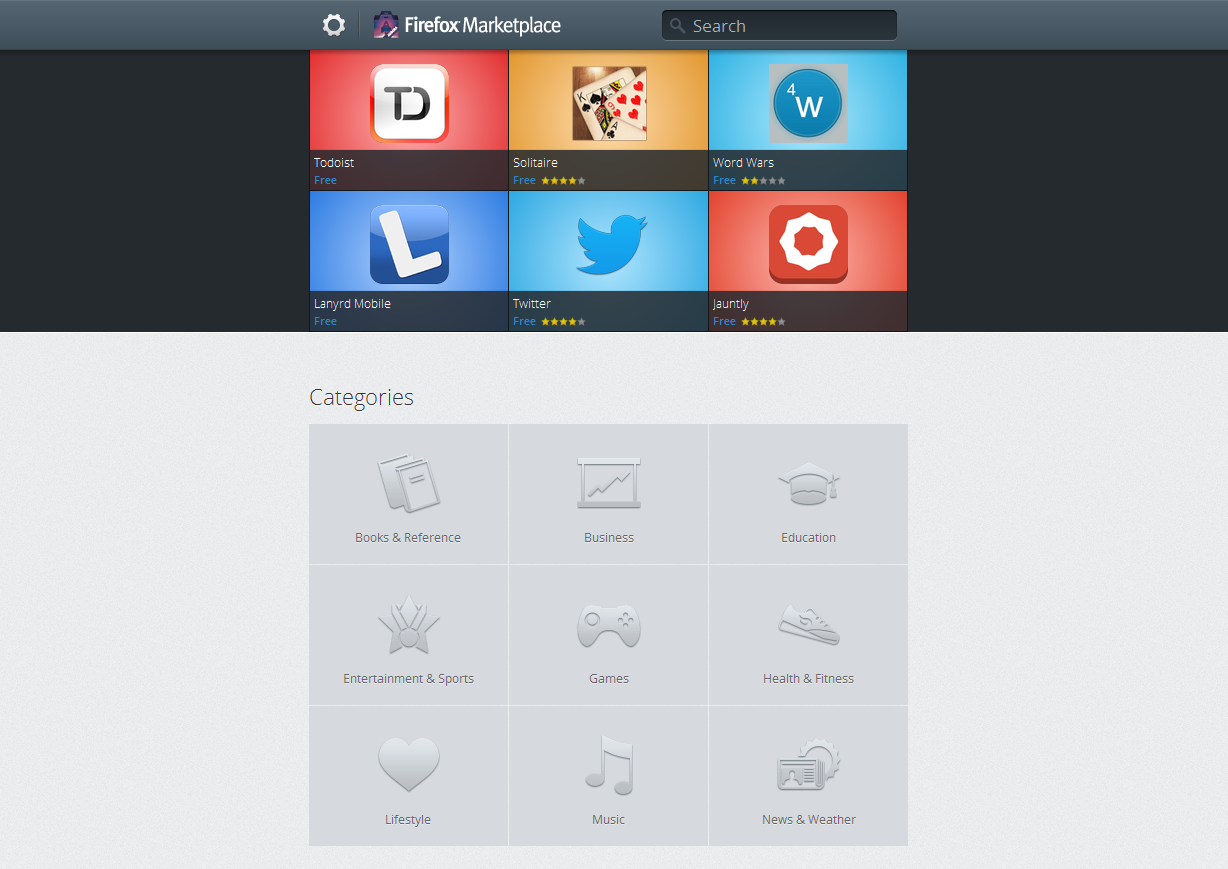 Firefox Marketplace
Search
TD
K
9
A
4
W
Todoist
Free
Solitaire
Free
Word Wars
Free
L
Lanyrd Mobile
Free
Twitter
Free
Jauntly
Free
Categories
Books & Reference
Business
Education
Entertainment & Sports
Games
Health & Fitness
Lifestyle
Music
News & Weather